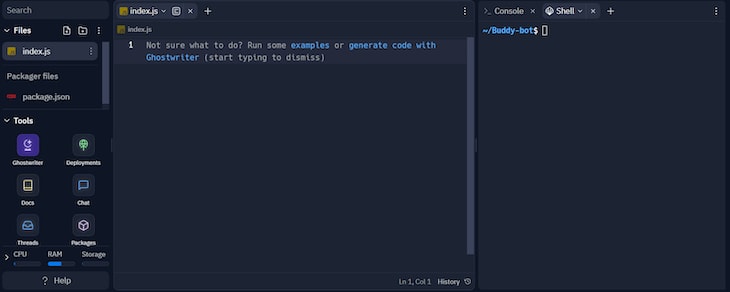 Search
Files
index.js
Packager files
package.json
Tools
Ghostwriter
Deployments
Docs
Chat
Threads
Packages
CPU
RAM
Storage
? Help
index.js
index.js
1 Not sure what to do? Run some examples or generate code with
Ghostwriter (start typing to dismiss)
Ln 1, Col 1 History
Console
Shell
~/Buddy-bot$